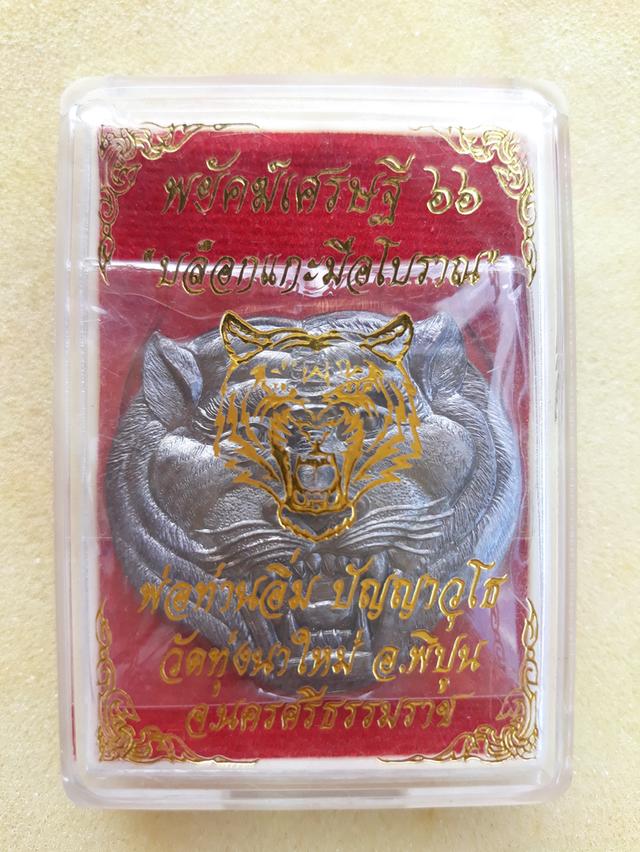 พยัคฆ์เศรษฐี ๖๖
"บล็อกแกะมือโบราณ"
พ่อท่านอิ่ม ปัญญาวุโธ
วัดทุ่งนาใหม่ อ.พิปูน
จ.นครศรีธรรมราช